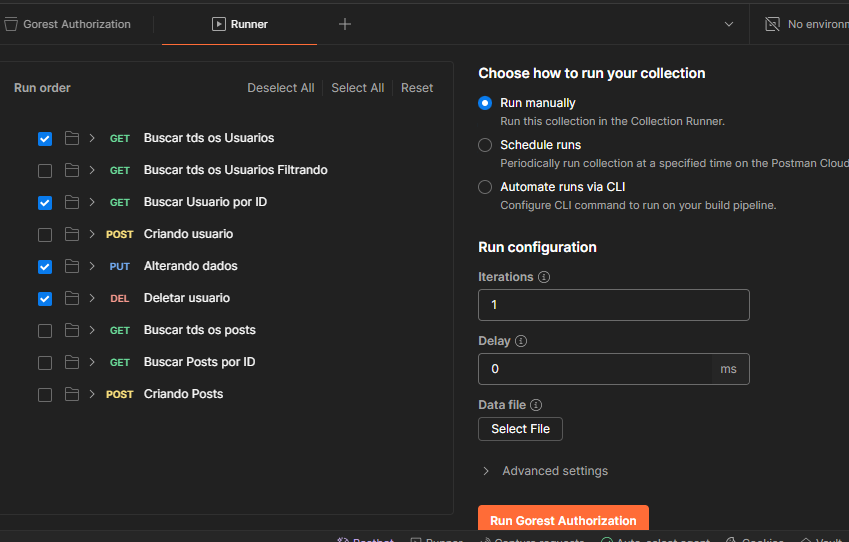 Gorest Authorization
Runner
No environm
Run order
Deselect All
Select All
Reset
GET Buscar tds os Usuarios
GET Buscar tds os Usuarios Filtrando
GET Buscar Usuario por ID
POST Criando usuario
PUT Alterando dados
DEL Deletar usuario
GET Buscar tds os posts
GET Buscar Posts por ID
POST Criando Posts
Choose how to run your collection
Run manually
Run this collection in the Collection Runner.
Schedule runs
Periodically run collection at a specified time on the Postman Cloud
Automate runs via CLI
Configure CLI command to run on your build pipeline.
Run configuration
Iterations
1
Delay
0 ms
Data file
Select File
Advanced settings
Run Gorest Authorization
Postbot Runner Capture requests Auto-select agent Cookies Vault